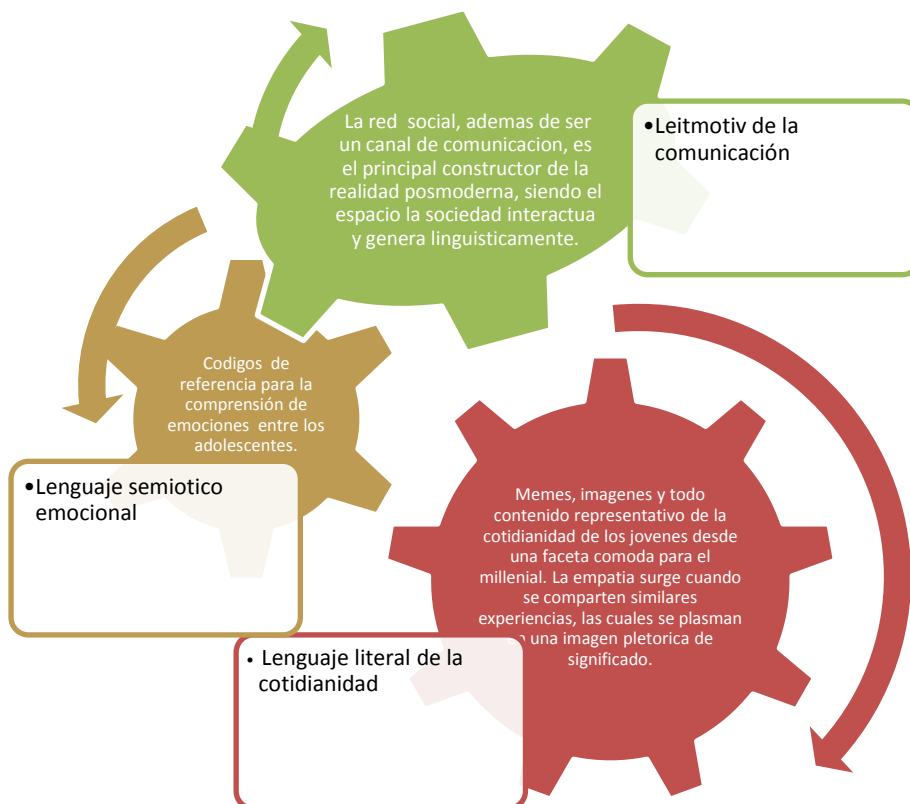 La red social, ademas de ser
un canal de comunicacion, es
el principal constructor de la
realidad posmoderna, siendo el
espacio la sociedad interactua
y genera linguisticamente.
•Leitmotiv de la
comunicación
Codigos de
referencia para la
comprensión de
emociones entre los
adolescentes.
•Lenguaje semiotico
emocional
Memes, imagenes y todo
contenido representativo de la
cotidianidad de los jovenes desde
una faceta comoda para el
millenial. La empatia surge cuando
se comparten similares
experiencias, las cuales se plasman
una imagen pletorica de
significado.
• Lenguaje literal de la
cotidianidad